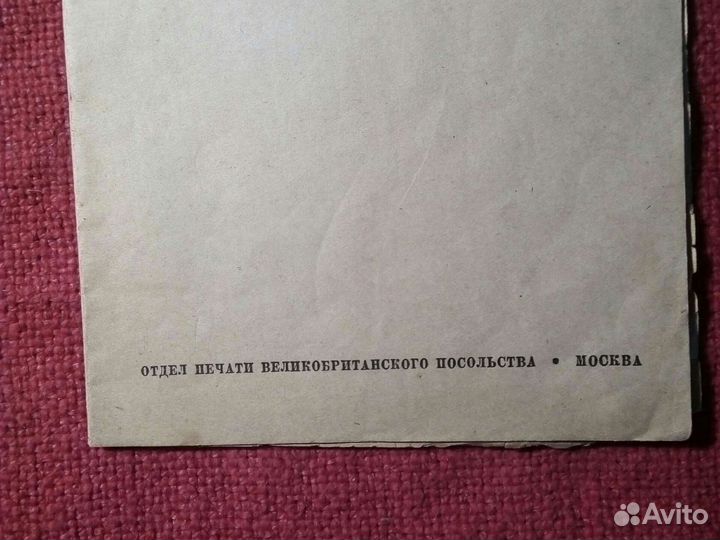 ОТДЕЛ ПЕЧАТИ ВЕЛИКОБРИТАНСКОГО ПОСОЛЬСТВА • МОСКВА
Avito